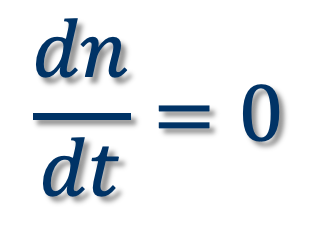 dn
dt
= 0